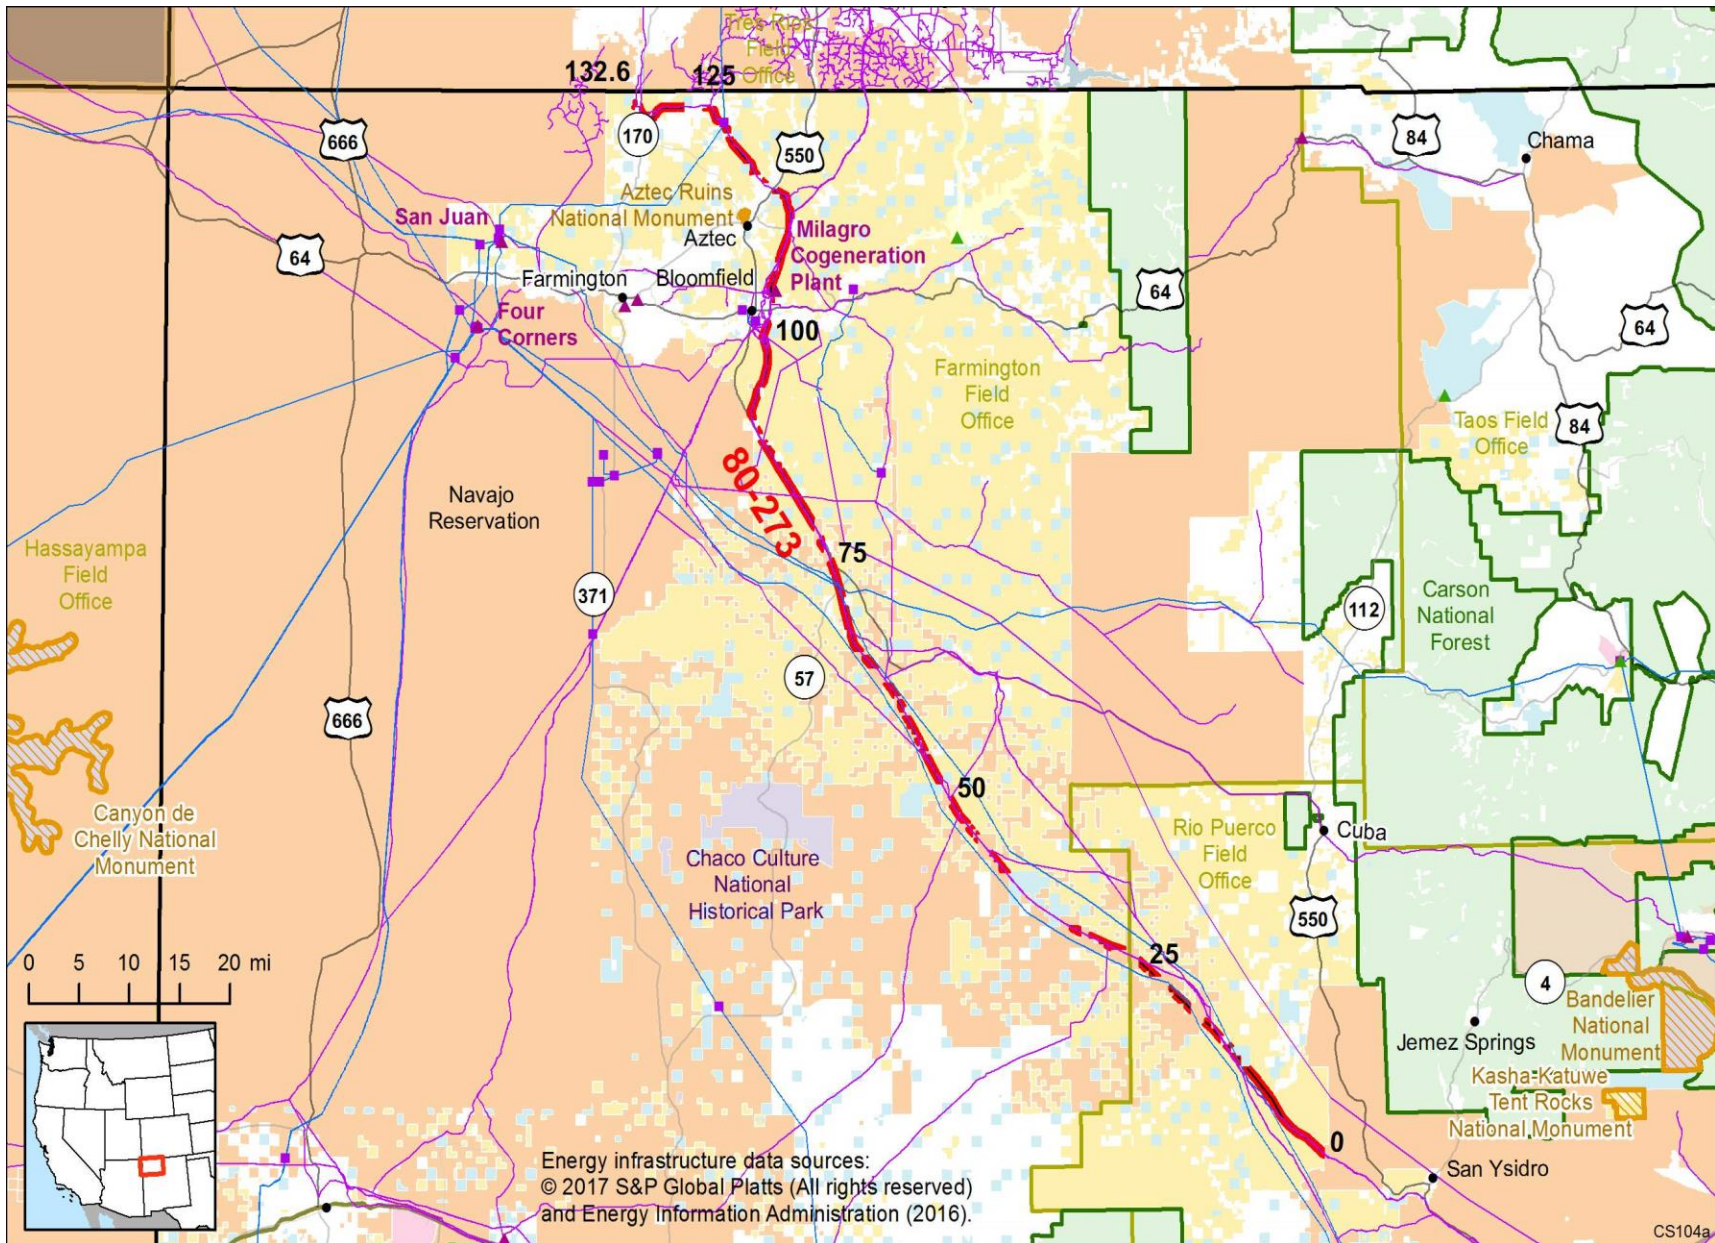 Tres Rios
Field
Office
132.6
125
170
666
550
84
Chama
Aztec Ruins
National Monument
San Juan
Aztec
Milagro
Cogeneration
Plant
64
Farmington
Bloomfield
64
Four
Corners
100
64
Farmington
Field
Office
Taos Field
Office
84
80-273
Navajo
Reservation
Hassayampa
Field
Office
75
371
112
Carson
National
Forest
57
666
50
Canyon de
Chelly National
Monument
Rio Puerco
Field
Office
Cuba
Chaco Culture
National
Historical Park
550
25
0 5 10 15 20 mi
4
Bandelier
National
Monument
Jemez Springs
Kasha-Katuwe
Tent Rocks
National Monument
0
San Ysidro
Energy infrastructure data sources:
© 2017 S&P Global Platts (All rights reserved)
and Energy Information Administration (2016).
CS104a